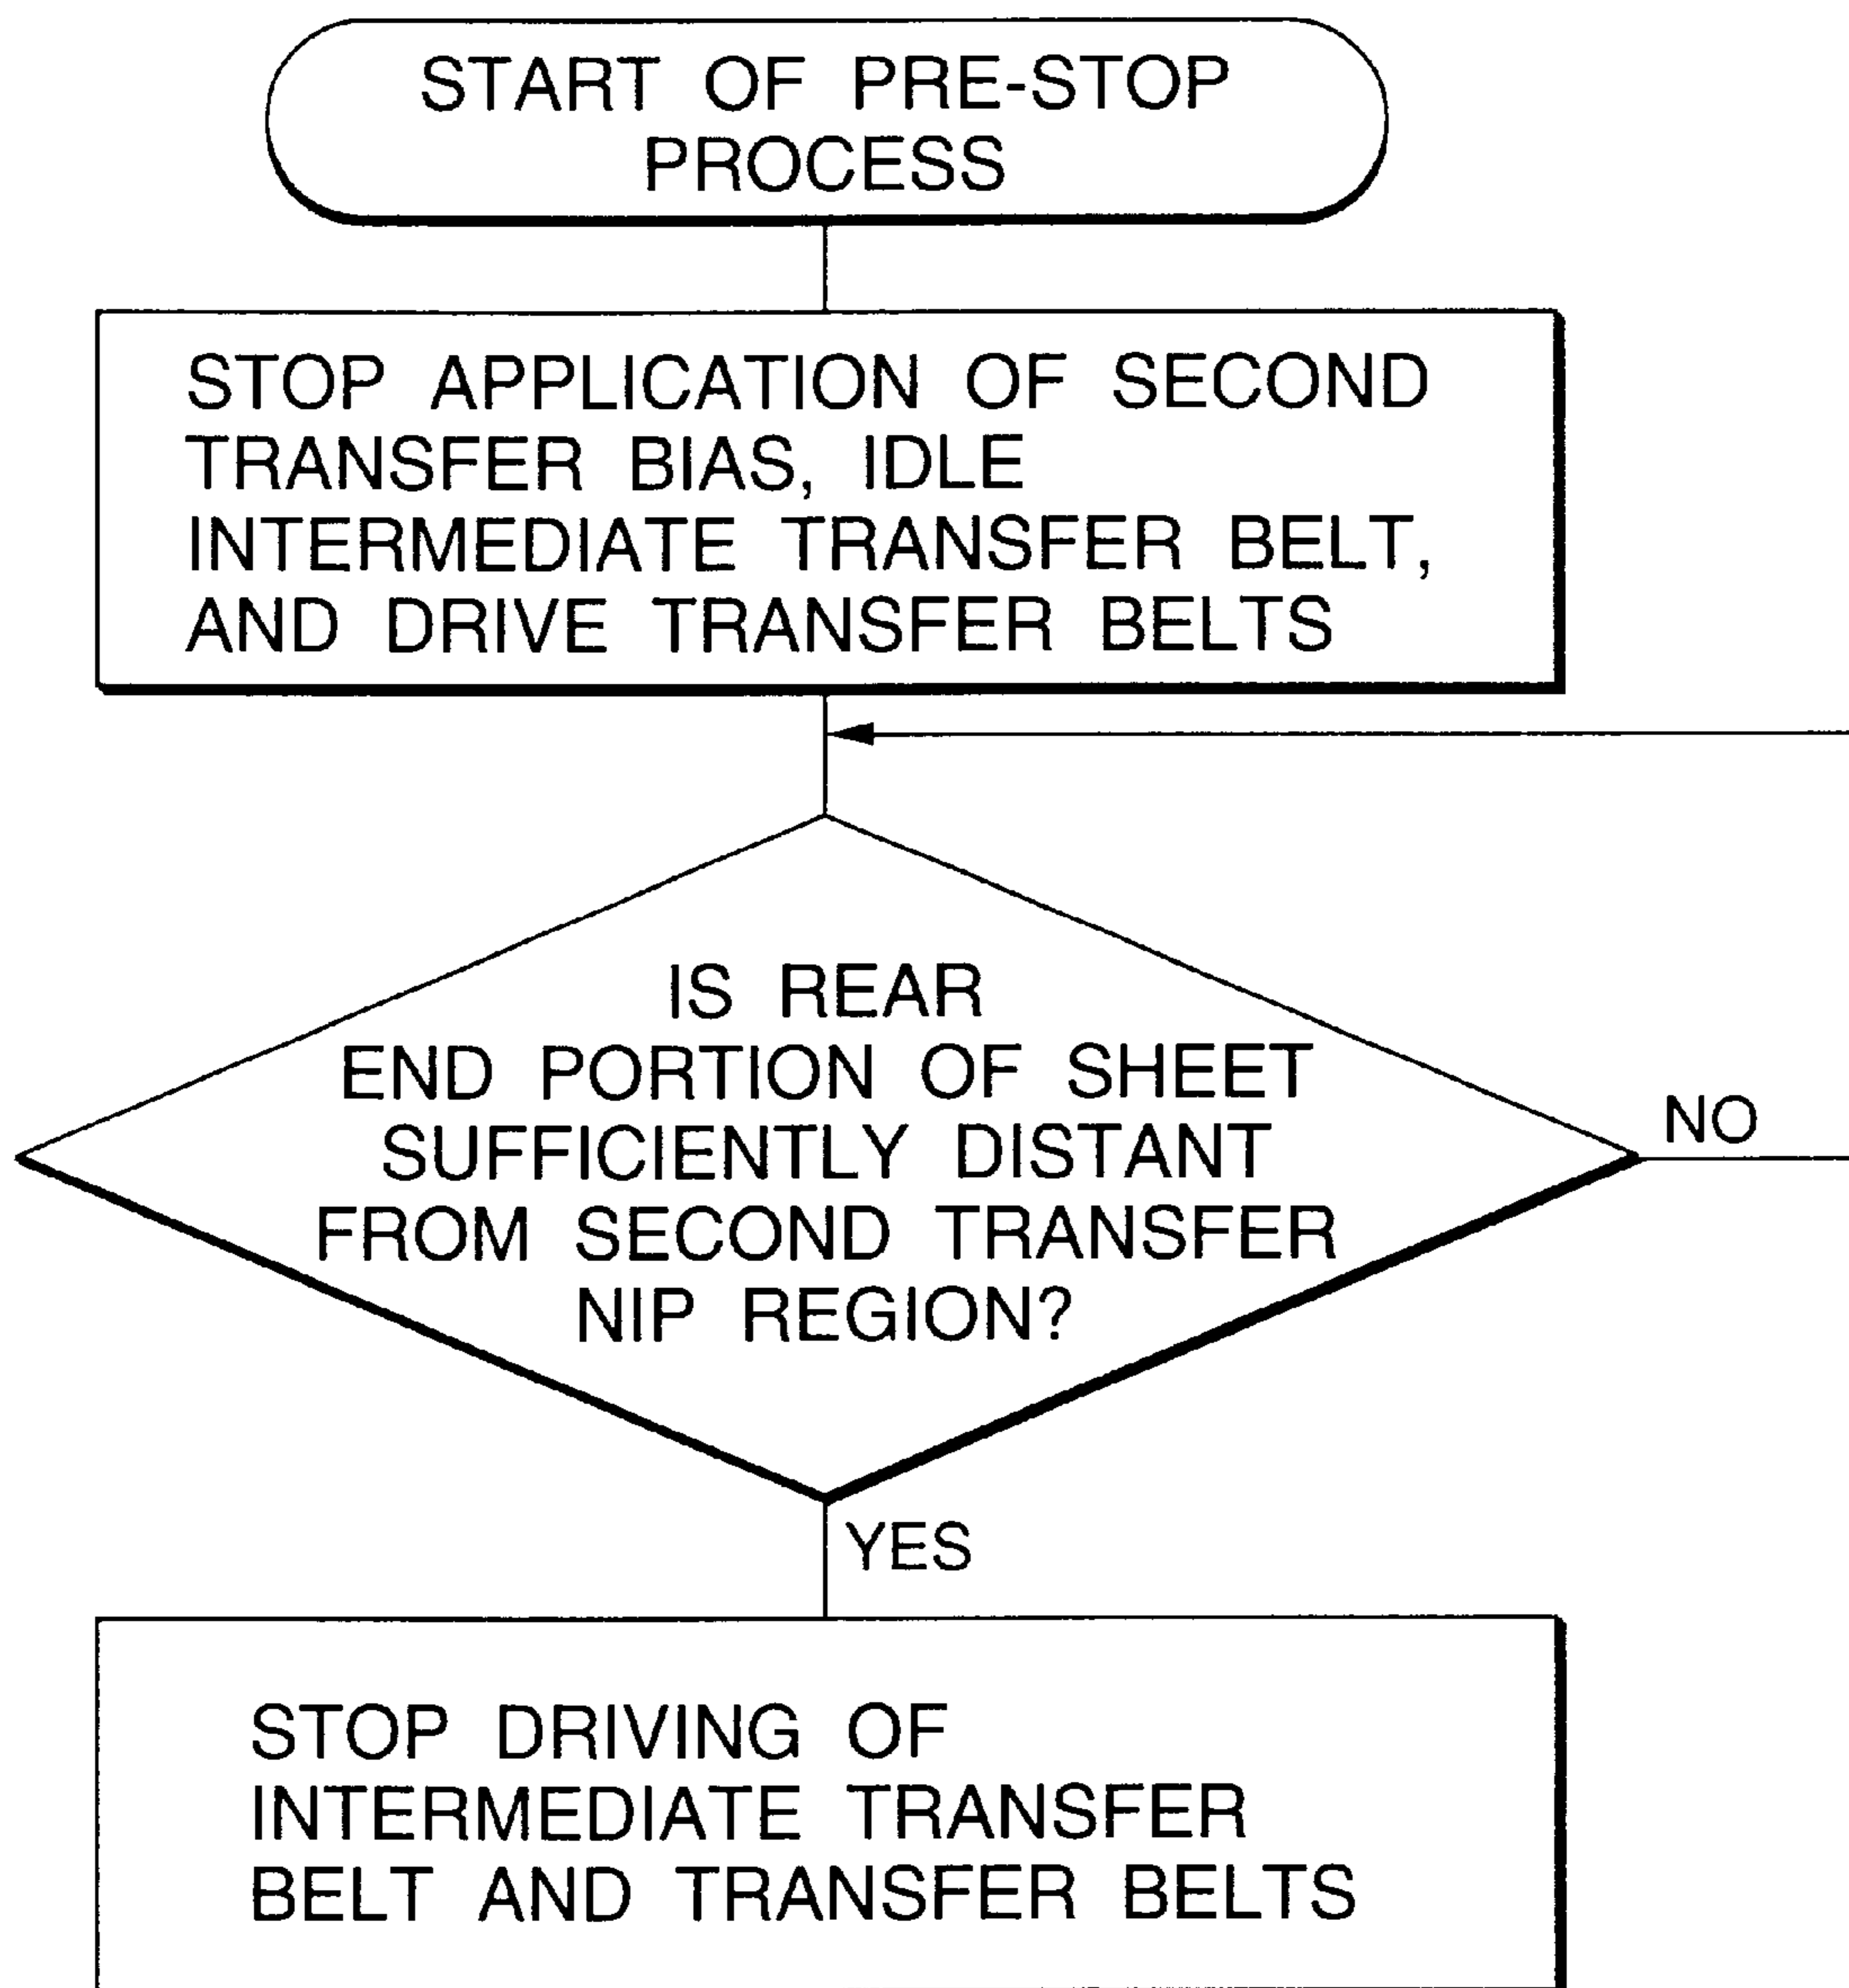 START OF PRE-STOP
PROCESS
STOP APPLICATION OF SECOND
TRANSFER BIAS, IDLE
INTERMEDIATE TRANSFER BELT,
AND DRIVE TRANSFER BELTS
IS REAR
END PORTION OF SHEET
SUFFICIENTLY DISTANT
FROM SECOND TRANSFER
NIP REGION?
NO
YES
STOP DRIVING OF
INTERMEDIATE TRANSFER
BELT AND TRANSFER BELTS